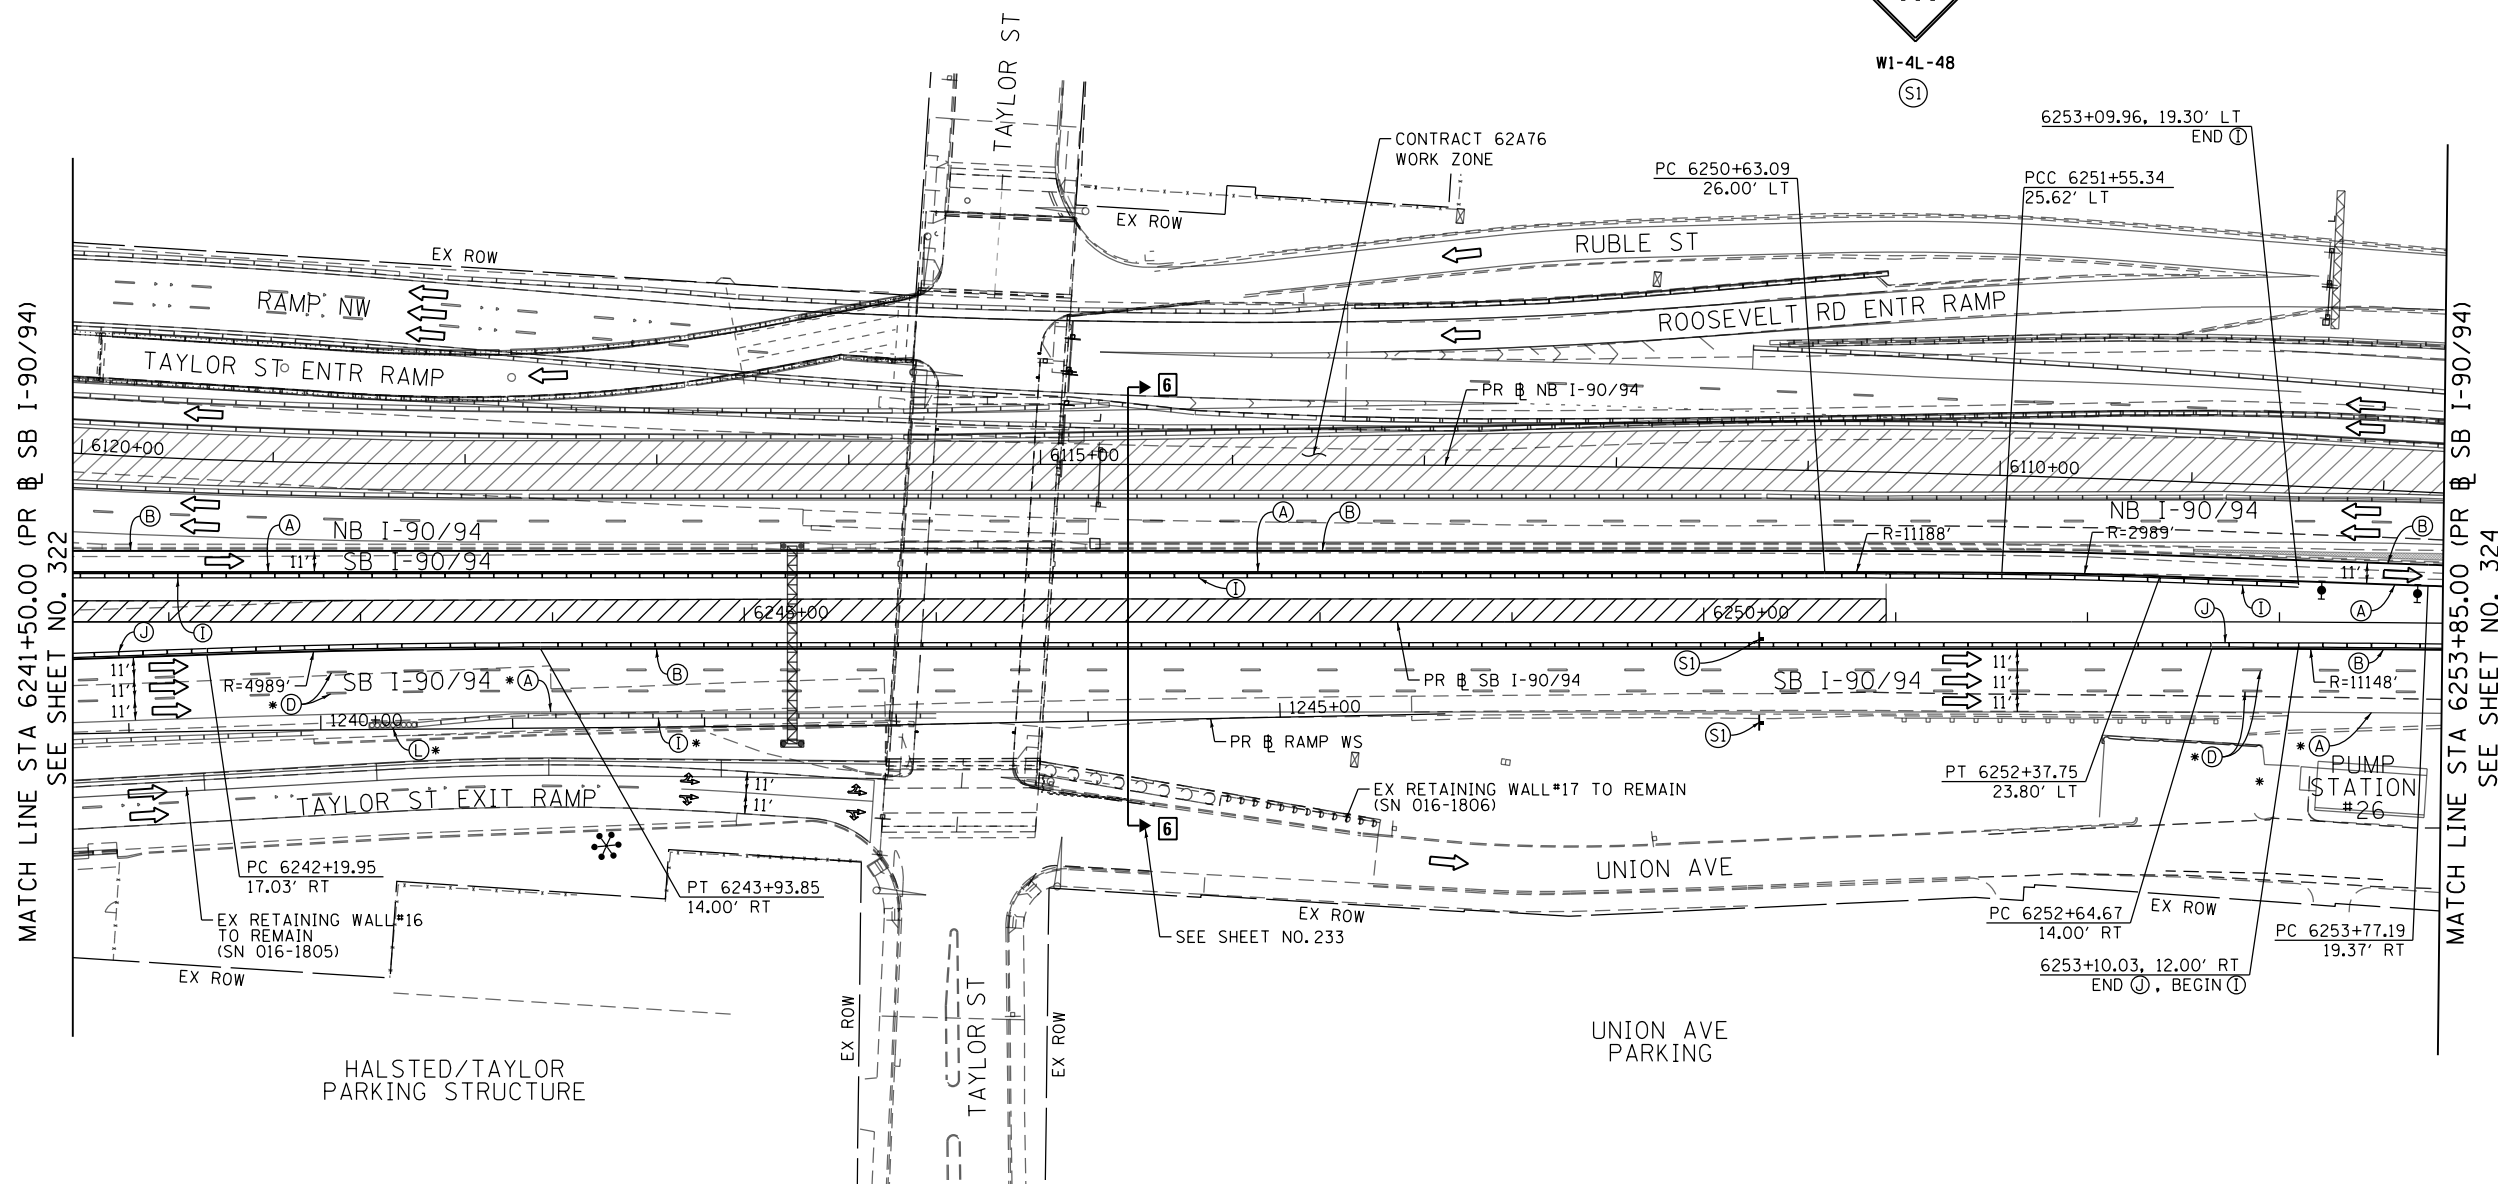 W1-4L-48
S1
TAYLOR ST
CONTRACT 62A76
WORK ZONE
6253+09.96, 19.30' LT
END I
PC 6250+63.09
26.00' LT
PCC 6251+55.34
25.62' LT
EX ROW
EX ROW
RUBLE ST
RAMP NW
ROOSEVELT RD ENTR RAMP
TAYLOR ST ENTR RAMP
6
PR BL NB I-90/94
6120+00
6115+00
6110+00
B
A
NB I-90/94
A
B
NB I-90/94
B
R=11188'
R=2989'
11'
SB I-90/94
11'
I
I
A
6245+00
6250+00
J
I
J
B
S1
B
11'
11'
11'
R=4989'
SB I-90/94
* A
* D
PR BL SB I-90/94
SB I-90/94
11'
11'
11'
R=11148'
1240+00
1245+00
L *
I *
PR BL RAMP WS
S1
* D
* A
*
PUMP
STATION
#26
TAYLOR ST EXIT RAMP
11'
11'
EX RETAINING WALL#17 TO REMAIN
(SN 016-1806)
PT 6252+37.75
23.80' LT
6
PC 6242+19.95
17.03' RT
PT 6243+93.85
14.00' RT
UNION AVE
EX RETAINING WALL#16
TO REMAIN
(SN 016-1805)
EX ROW
SEE SHEET NO. 233
EX ROW
PC 6252+64.67
14.00' RT
EX ROW
PC 6253+77.19
19.37' RT
6253+10.03, 12.00' RT
END J, BEGIN I
EX ROW
TAYLOR ST
EX ROW
HALSTED/TAYLOR
PARKING STRUCTURE
UNION AVE
PARKING
MATCH LINE STA 6241+50.00 (PR BL SB I-90/94)
SEE SHEET NO. 322
MATCH LINE STA 6253+85.00 (PR BL SB I-90/94)
SEE SHEET NO. 324